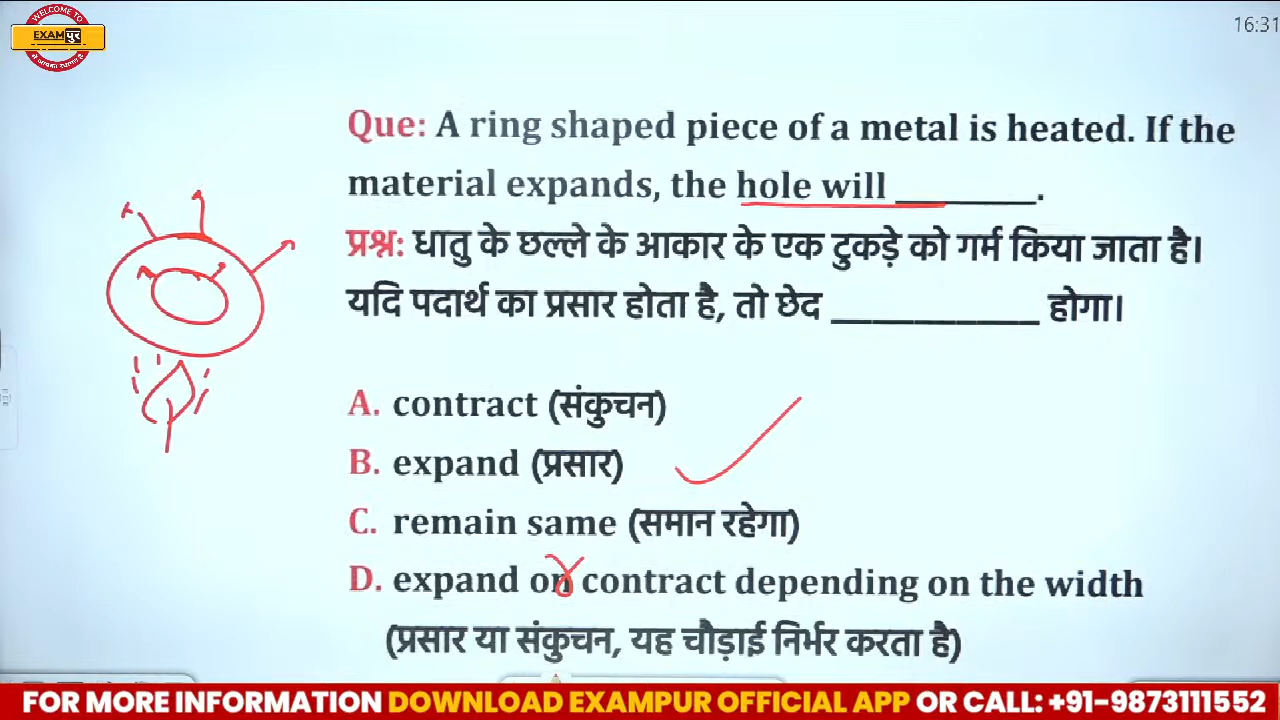 WELCOME TO
EXAMपुर
16:31
Que: A ring shaped piece of a metal is heated. If the
material expands, the hole will ________.
प्रश्न: धातु के छल्ले के आकार के एक टुकड़े को गर्म किया जाता है।
यदि पदार्थ का प्रसार होता है, तो छेद ____________ होगा।
A. contract (संकुचन)
B. expand (प्रसार)
C. remain same (समान रहेगा)
D. expand on contract depending on the width
(प्रसार या संकुचन, यह चौड़ाई निर्भर करता है)
FOR MORE INFORMATION DOWNLOAD EXAMPUR OFFICIAL APP OR CALL: +91-9873111552